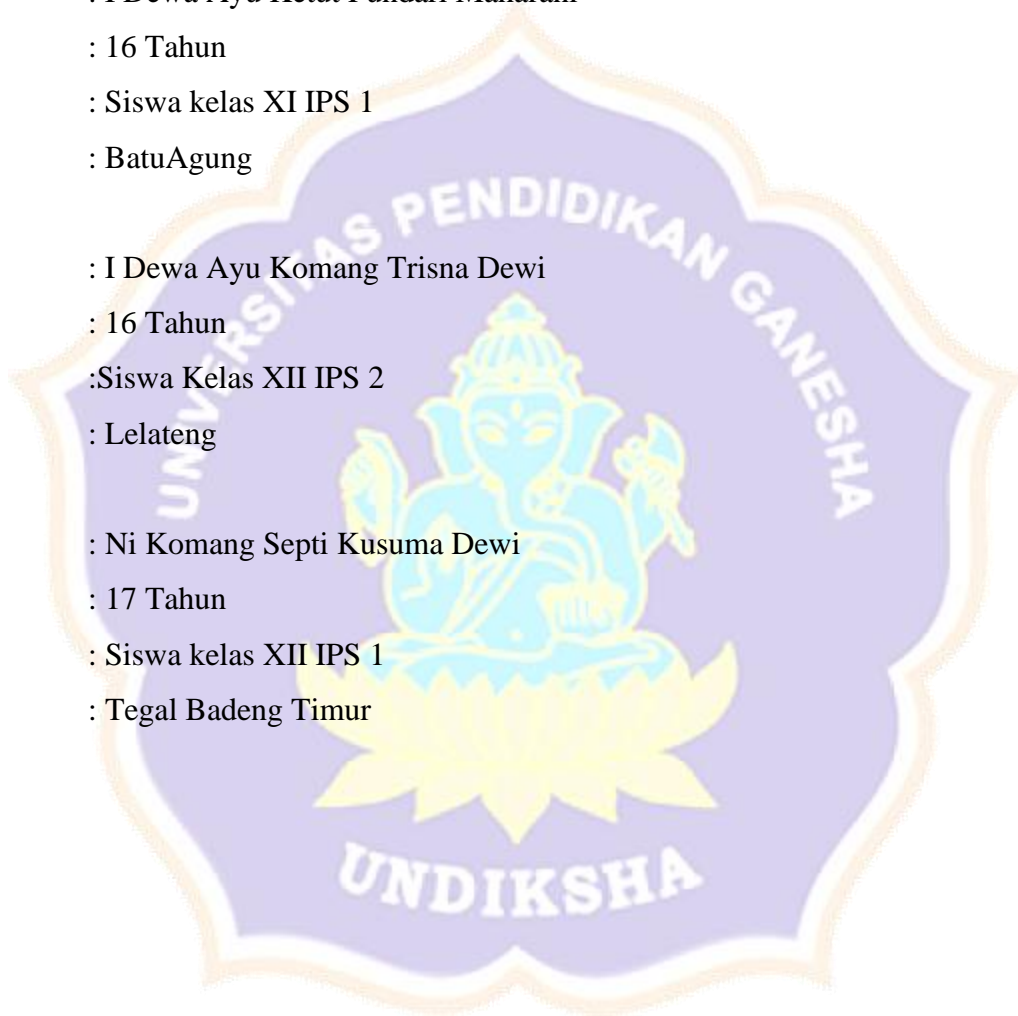 : 16 Tahun
: Siswa kelas XI IPS 1
: BatuAgung
: I Dewa Ayu Komang Trisna Dewi
: 16 Tahun
:Siswa Kelas XII IPS 2
: Lelateng
: Ni Komang Septi Kusuma Dewi
: 17 Tahun
: Siswa kelas XII IPS 1
: Tegal Badeng Timur
UNIVERSITAS PENDIDIKAN GANESHA
UNDIKSHA